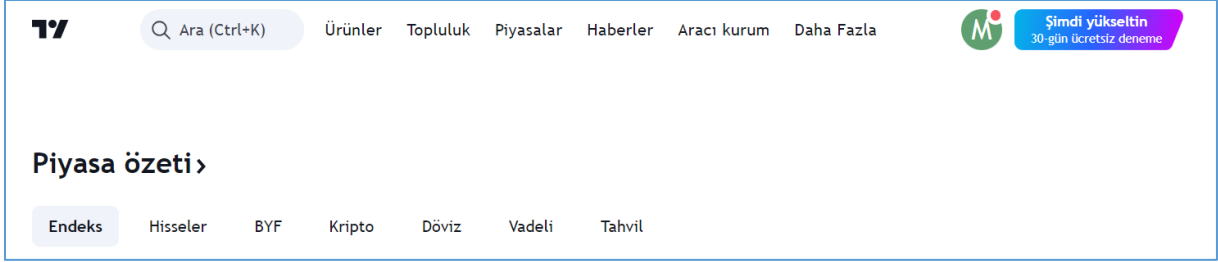 Ara (Ctrl+K) Ürünler Topluluk Piyasalar Haberler Aracı kurum Daha Fazla M Şimdi yükseltin
30-gün ücretsiz deneme
Piyasa özeti
Endeks Hisseler BYF Kripto Döviz Vadeli Tahvil